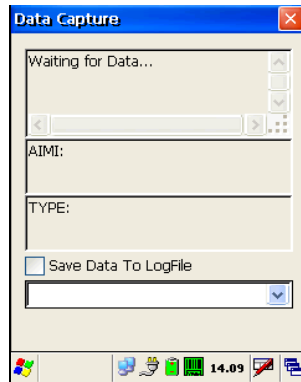 Data Capture
Waiting for Data...
AIMI:
TYPE:
Save Data To LogFile
14.09